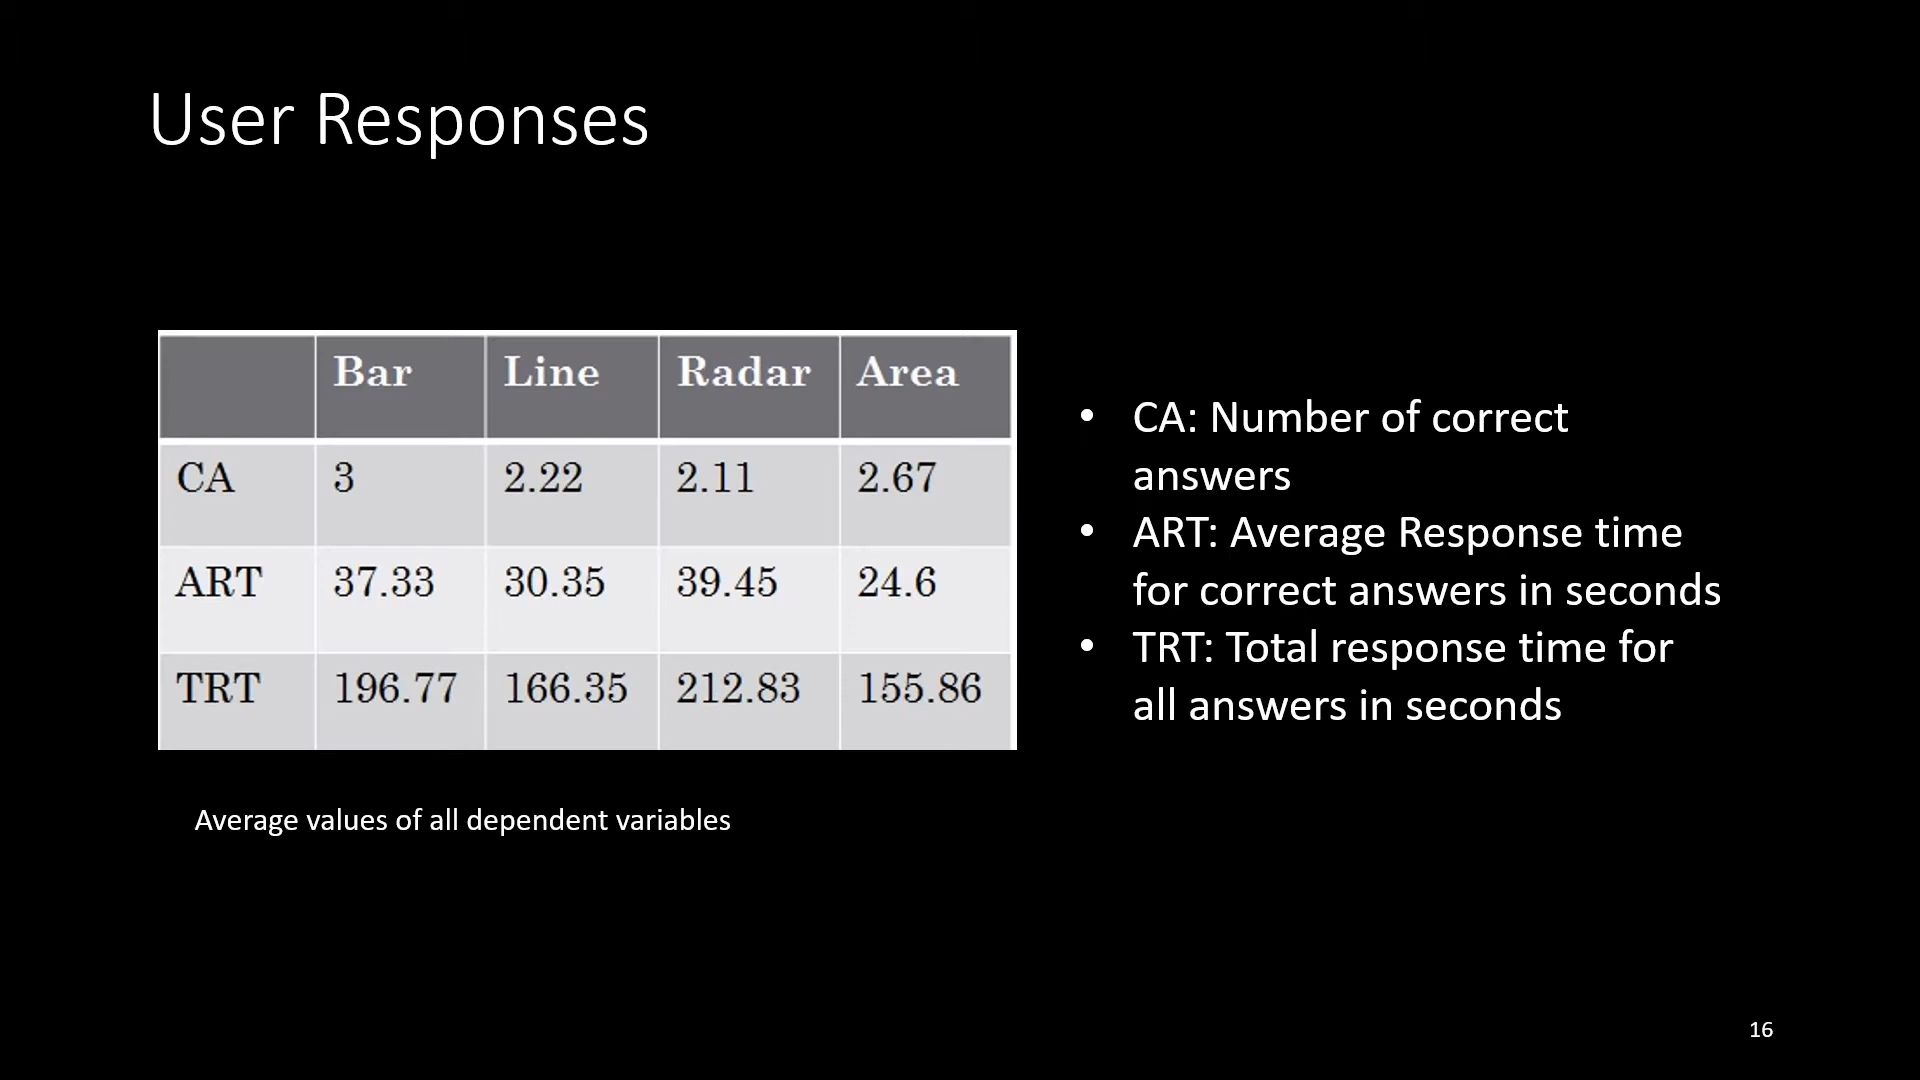 User Responses
Bar Line Radar Area
CA 3 2.22 2.11 2.67
ART 37.33 30.35 39.45 24.6
TRT 196.77 166.35 212.83 155.86
Average values of all dependent variables
• CA: Number of correct
answers
• ART: Average Response time
for correct answers in seconds
• TRT: Total response time for
all answers in seconds
16